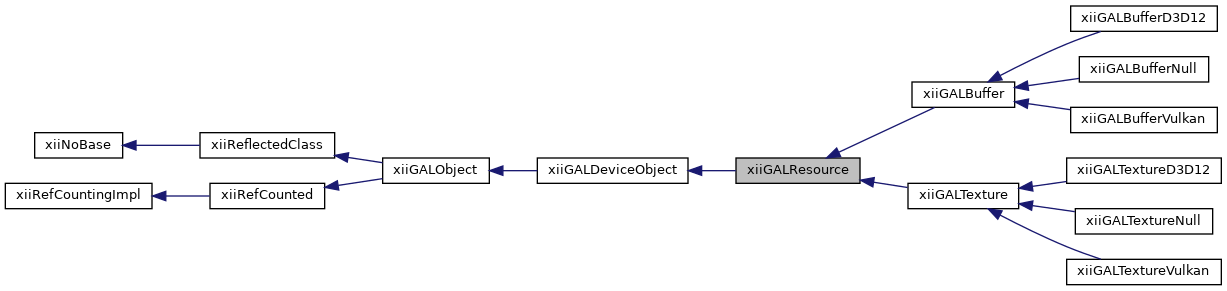 xiiNoBase
xiiRefCountingImpl
xiiReflectedClass
xiiRefCounted
xiiGALObject
xiiGALDeviceObject
xiiGALResource
xiiGALBuffer
xiiGALTexture
xiiGALBufferD3D12
xiiGALBufferNull
xiiGALBufferVulkan
xiiGALTextureD3D12
xiiGALTextureNull
xiiGALTextureVulkan